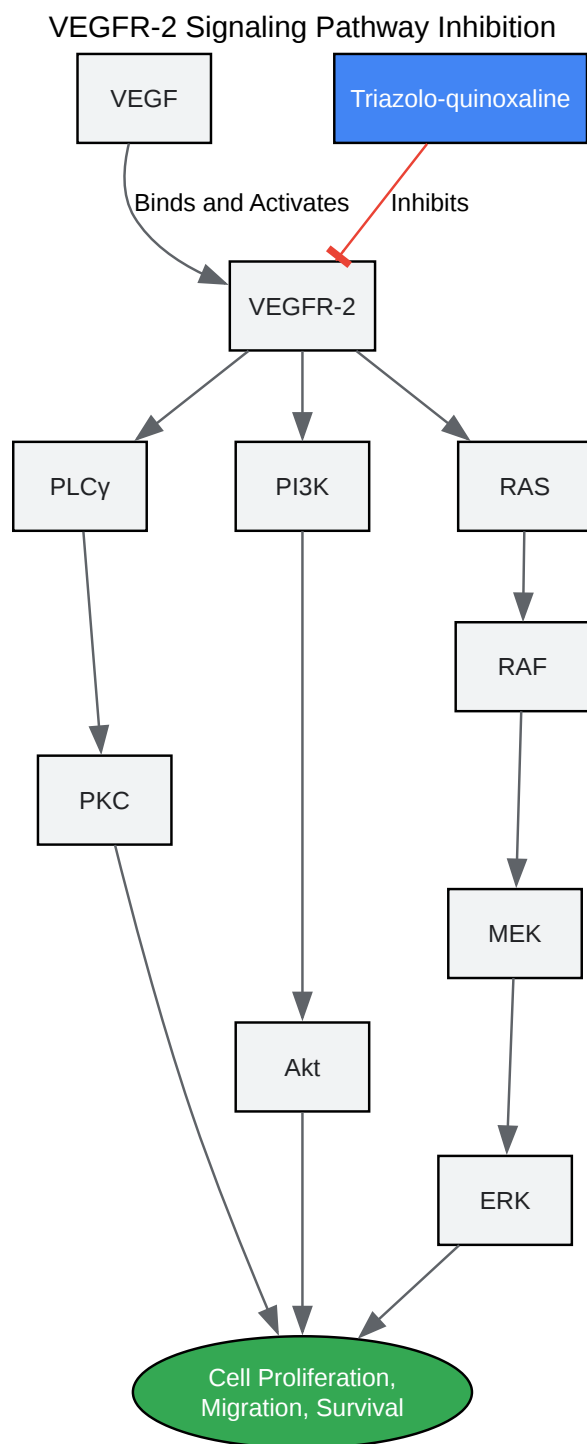 VEGFR-2 Signaling Pathway Inhibition
VEGF
Triazolo-quinoxaline
Binds and Activates
Inhibits
VEGFR-2
PLCγ
PI3K
RAS
RAF
PKC
MEK
Akt
ERK
Cell Proliferation,
Migration, Survival